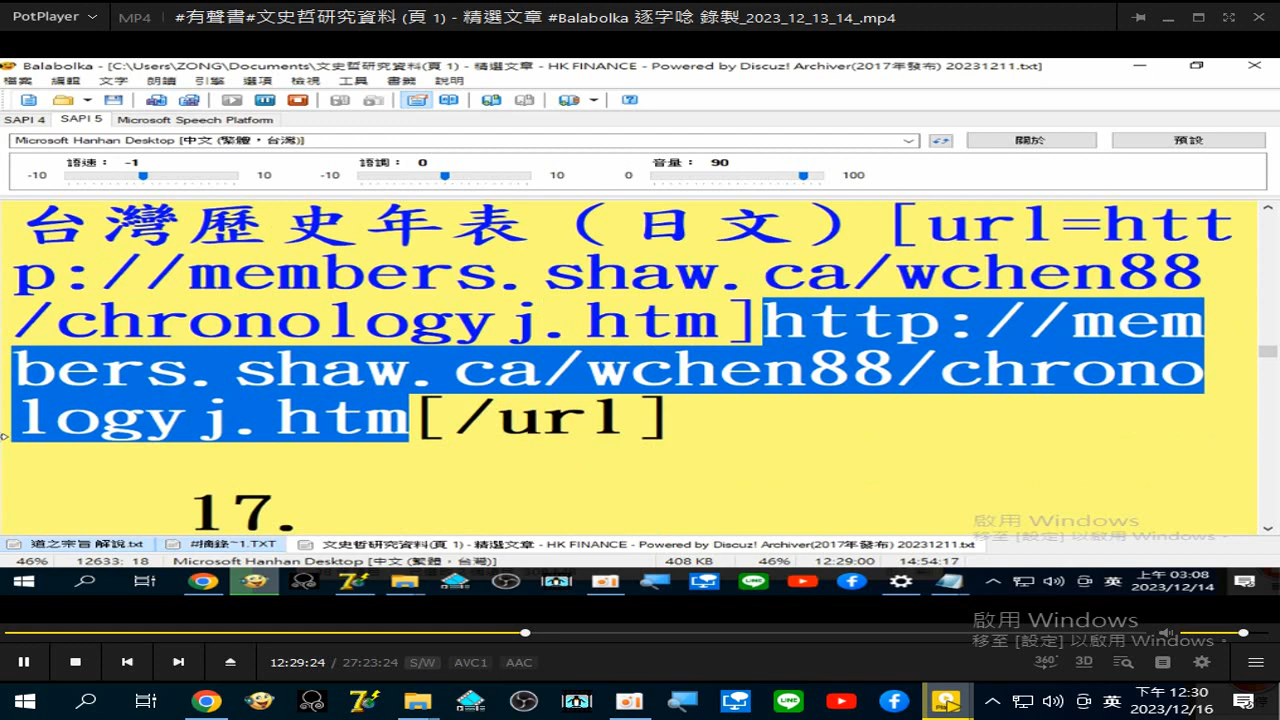 PotPlayer MP4 #有聲書#文史哲研究資料 (頁 1) - 精選文章 #Balabolka 逐字唸 錄製_2023_12_13_14_.mp4
Balabolka - [C:\Users\ZONG\Documents\文史哲研究資料(頁 1) - 精選文章 - HK FINANCE - Powered by Discuz! Archiver(2017年發布) 20231211.txt]
檔案 編輯 文字 朗讀 引擎 選項 檢視 工具 書籤 說明
SAPI 4 SAPI 5 Microsoft Speech Platform
Microsoft Hanhan Desktop [中文 (繁體，台灣)] 關於 預設
語速： -1 語調： 0 音量： 90
-10 10 -10 10 0 100
台灣歷史年表（日文）[url=htt
p://members.shaw.ca/wchen88
/chronologyj.htm]http://mem
bers.shaw.ca/wchen88/chrono
logyj.htm[/url]
17.
啟用 Windows
移至 [設定] 以啟用 Windows。
道之宗旨 解說.txt #摘錄~1.TXT 文史哲研究資料(頁 1) - 精選文章 - HK FINANCE - Powered by Discuz! Archiver(2017年發布) 20231211.txt
46% 12633: 18 Microsoft Hanhan Desktop [中文 (繁體，台灣)] 408 KB 46% 12:29:00 14:54:17
英 上午 03:08
2023/12/14
啟用 Windows
移至 [設定] 以啟用 Windows。
12:29:24 / 27:23:24 S/W AVC1 AAC 360° 3D
英 下午 12:30
2023/12/16